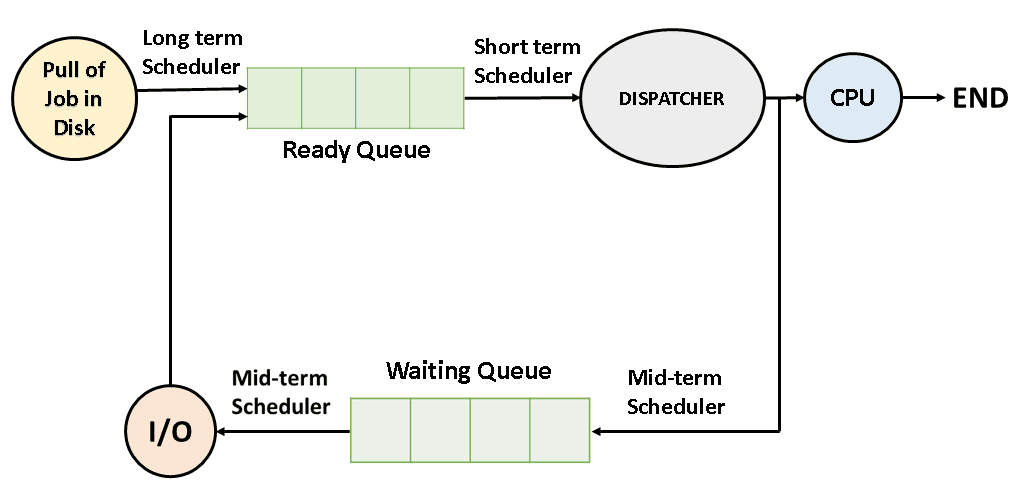 Long term
Scheduler
Pull of
Job in
Disk
Ready Queue
Short term
Scheduler
DISPATCHER
CPU
END
Waiting Queue
Mid-term
Scheduler
Mid-term
Scheduler
I/O